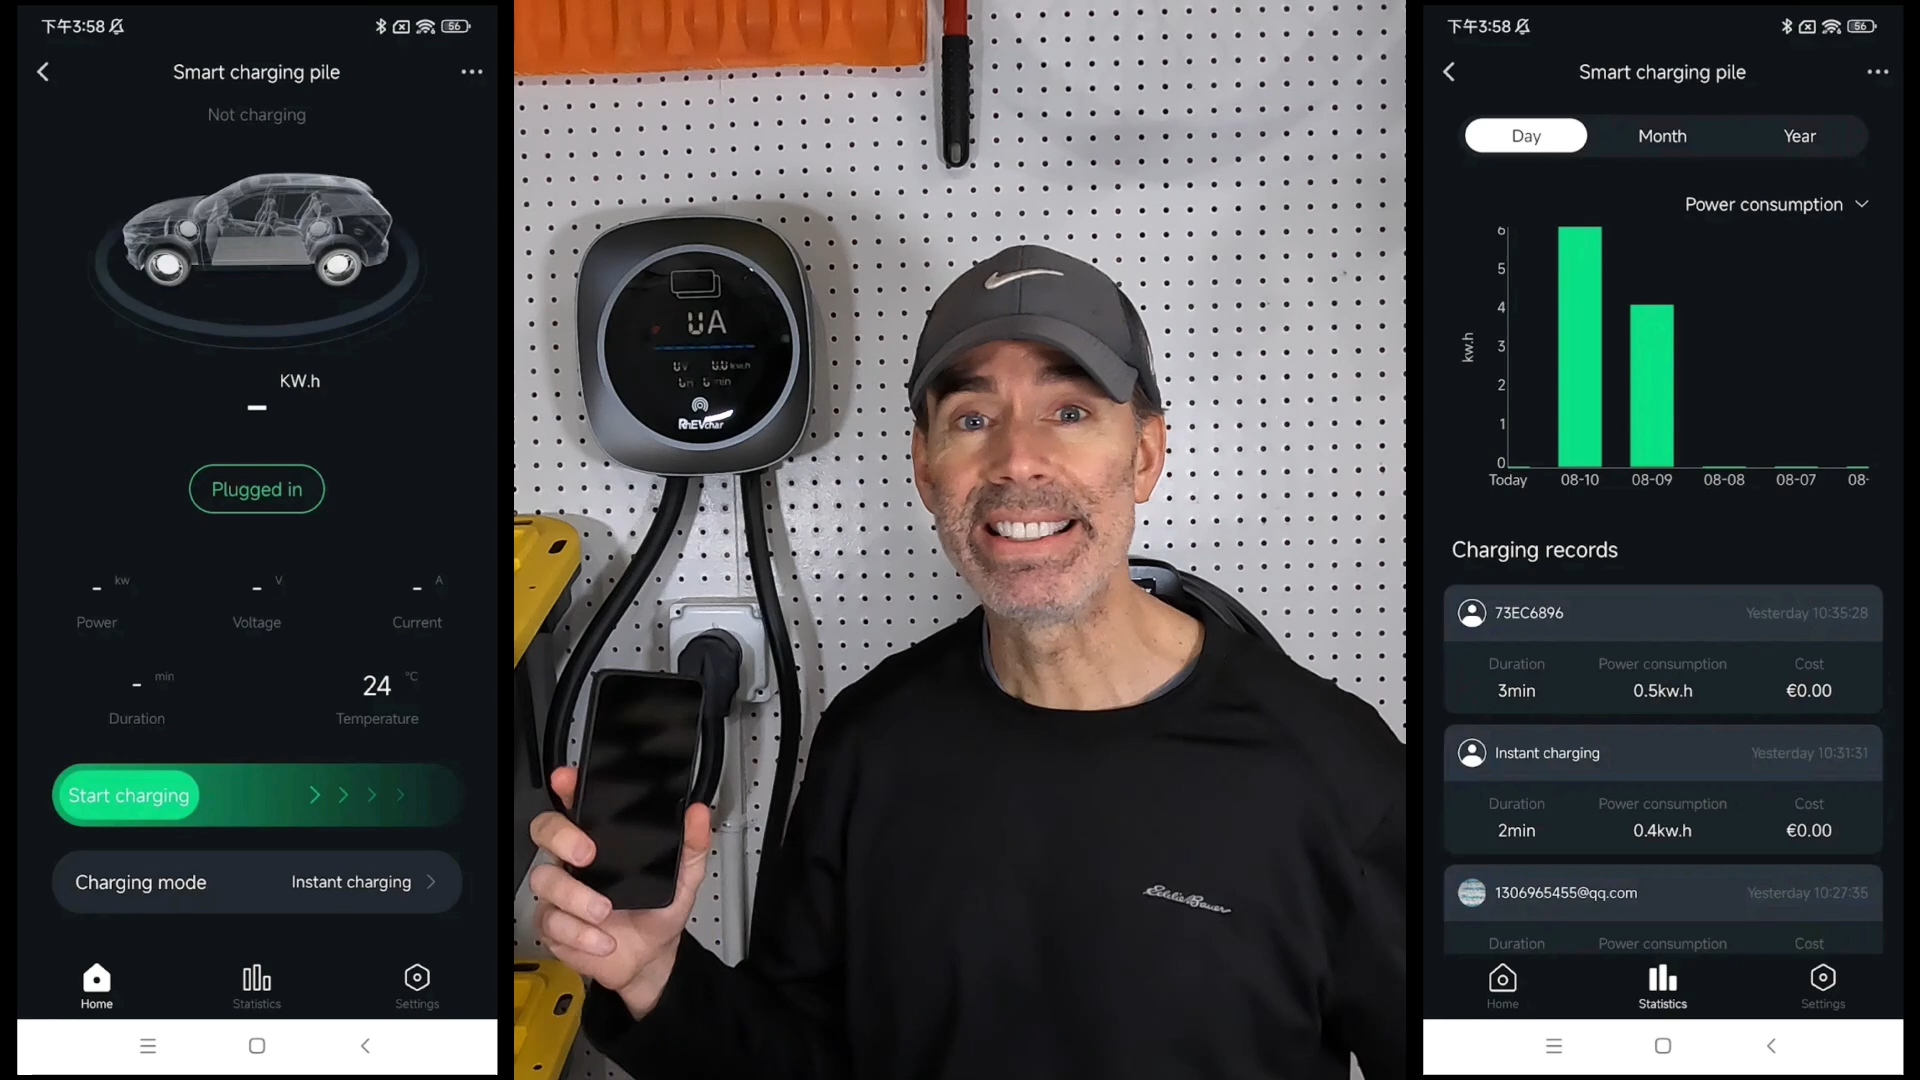 下午3:58
56
Smart charging pile
Not charging
KW.h
Plugged in
- kw
Power
- V
Voltage
- A
Current
- min
Duration
24 °C
Temperature
Start charging
Charging mode
Instant charging
Home
Statistics
Settings
A
RhEVchar
Eddie Bauer
下午3:58
56
Smart charging pile
Day
Month
Year
Power consumption
kw.h
6
5
4
3
2
1
0
Today
08-10
08-09
08-08
08-07
08-
Charging records
73EC6896
Yesterday 10:35:28
Duration
Power consumption
Cost
3min
0.5kw.h
€0.00
Instant charging
Yesterday 10:31:31
Duration
Power consumption
Cost
2min
0.4kw.h
€0.00
1306965455@qq.com
Yesterday 10:27:35
Duration
Power consumption
Cost
Home
Statistics
Settings